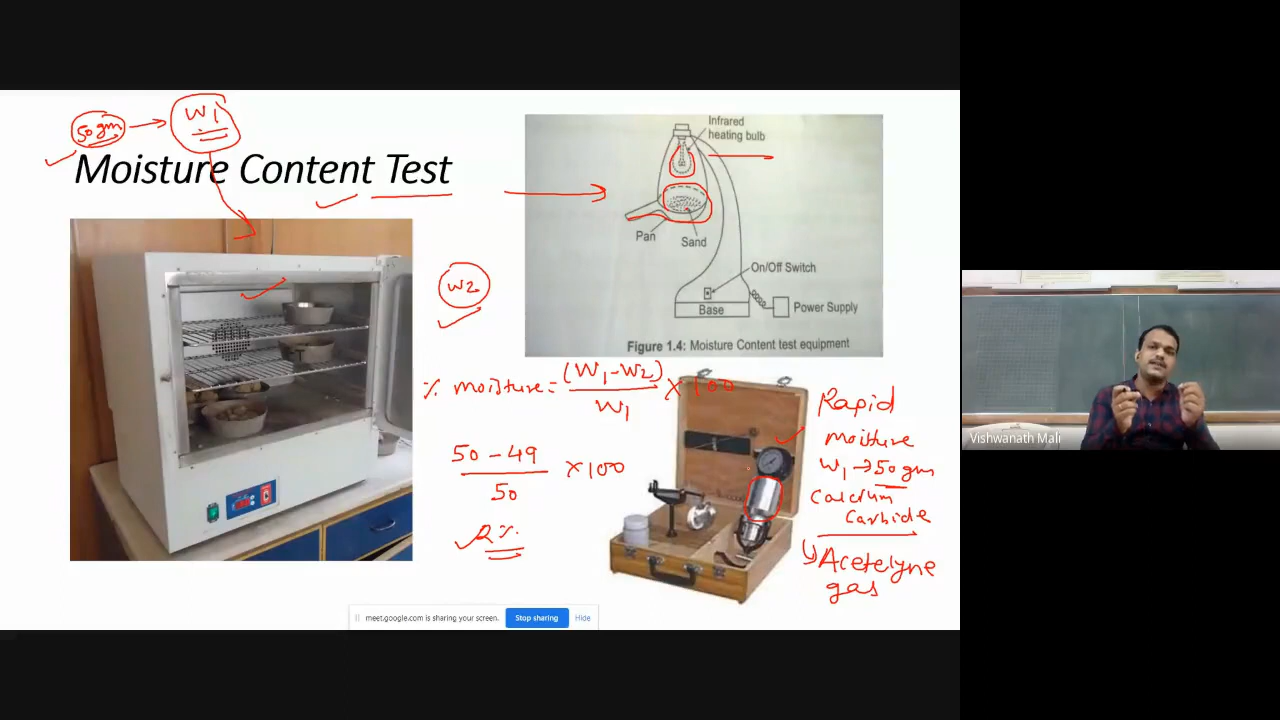 50 gm
W1
Moisture Content Test
W2
Infrared
heating bulb
Pan
Sand
On/Off Switch
Base
Power Supply
Figure 1.4: Moisture Content test equipment
% moisture = (W1-W2) × 100
W1
50 - 49 × 100
50
2%
Rapid
moisture
W1 → 50 gm
Calcium
Carbide
↳ Acetelyne
gas
Vishwanath Mali
meet.google.com is sharing your screen.
Stop sharing
Hide